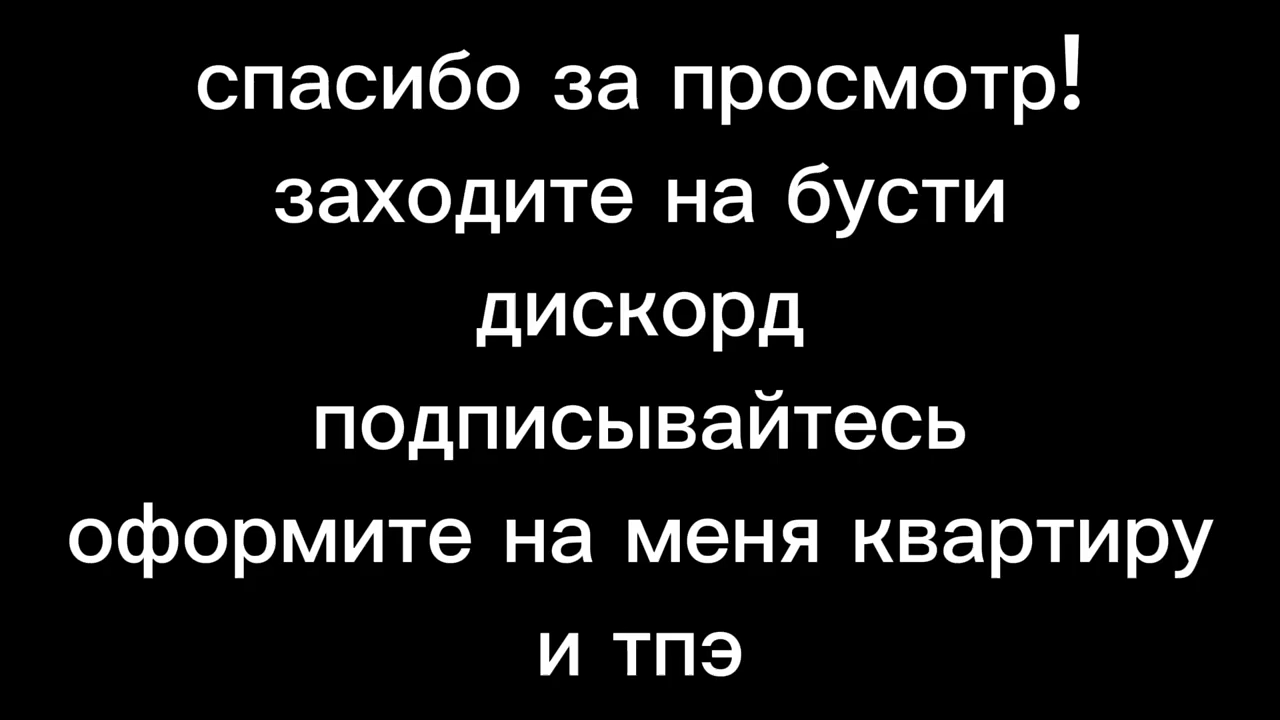 спасибо за просмотр!
заходите на бусти
дискорд
подписывайтесь
оформите на меня квартиру
и тпэ